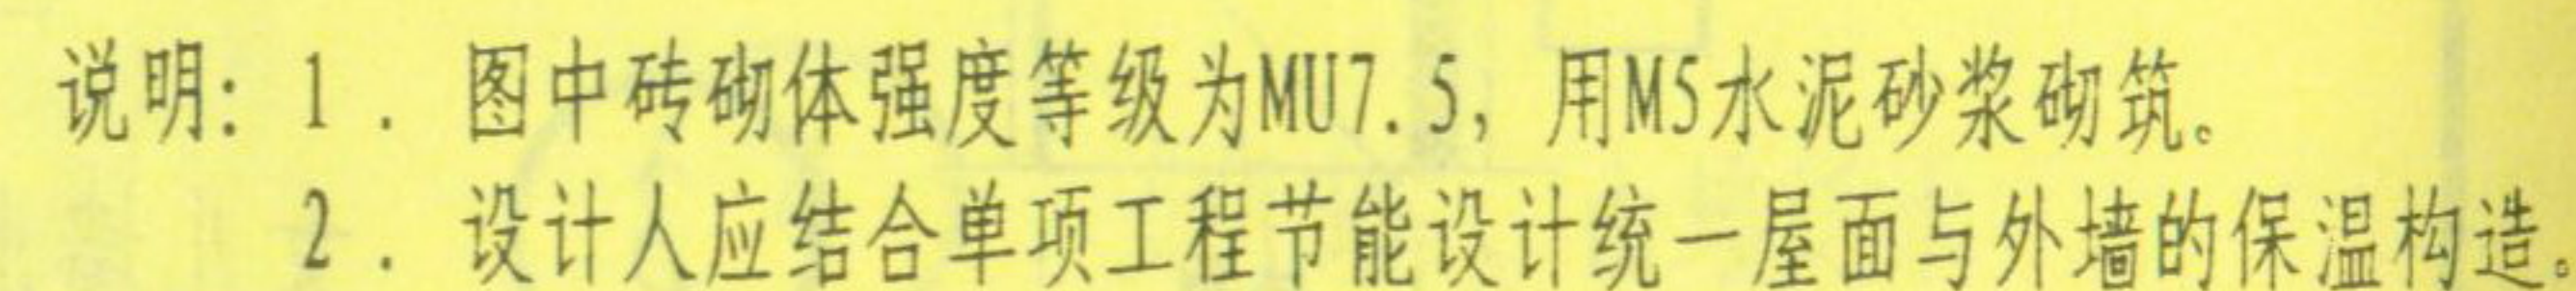 说明：1．图中砖砌体强度等级为MU7.5，用M5水泥砂浆砌筑。
2．设计人应结合单项工程节能设计统一屋面与外墙的保温构造。